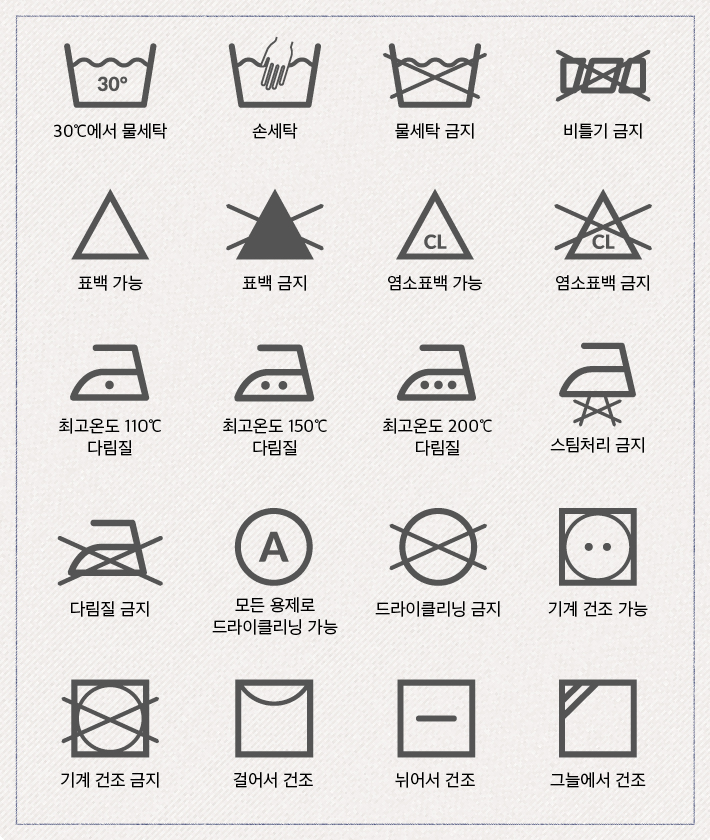 30°
30℃에서 물세탁
손세탁
물세탁 금지
비틀기 금지
CL
CL
표백 가능
표백 금지
염소표백 가능
염소표백 금지
최고온도 110℃
다림질
최고온도 150℃
다림질
최고온도 200℃
다림질
스팀처리 금지
A
다림질 금지
모든 용제로
드라이클리닝 가능
드라이클리닝 금지
기계 건조 가능
기계 건조 금지
걸어서 건조
뉘어서 건조
그늘에서 건조